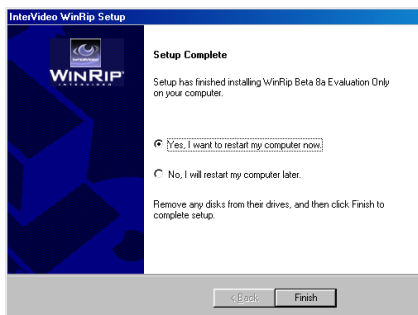 InterVideo WinRip Setup
INTERVIDEO
WINRIP
INTERVIDEO
Setup Complete
Setup has finished installing WinRip Beta 8a Evaluation Only
on your computer.
Yes, I want to restart my computer now.
No, I will restart my computer later.
Remove any disks from their drives, and then click Finish to
complete setup.
< Back
Finish